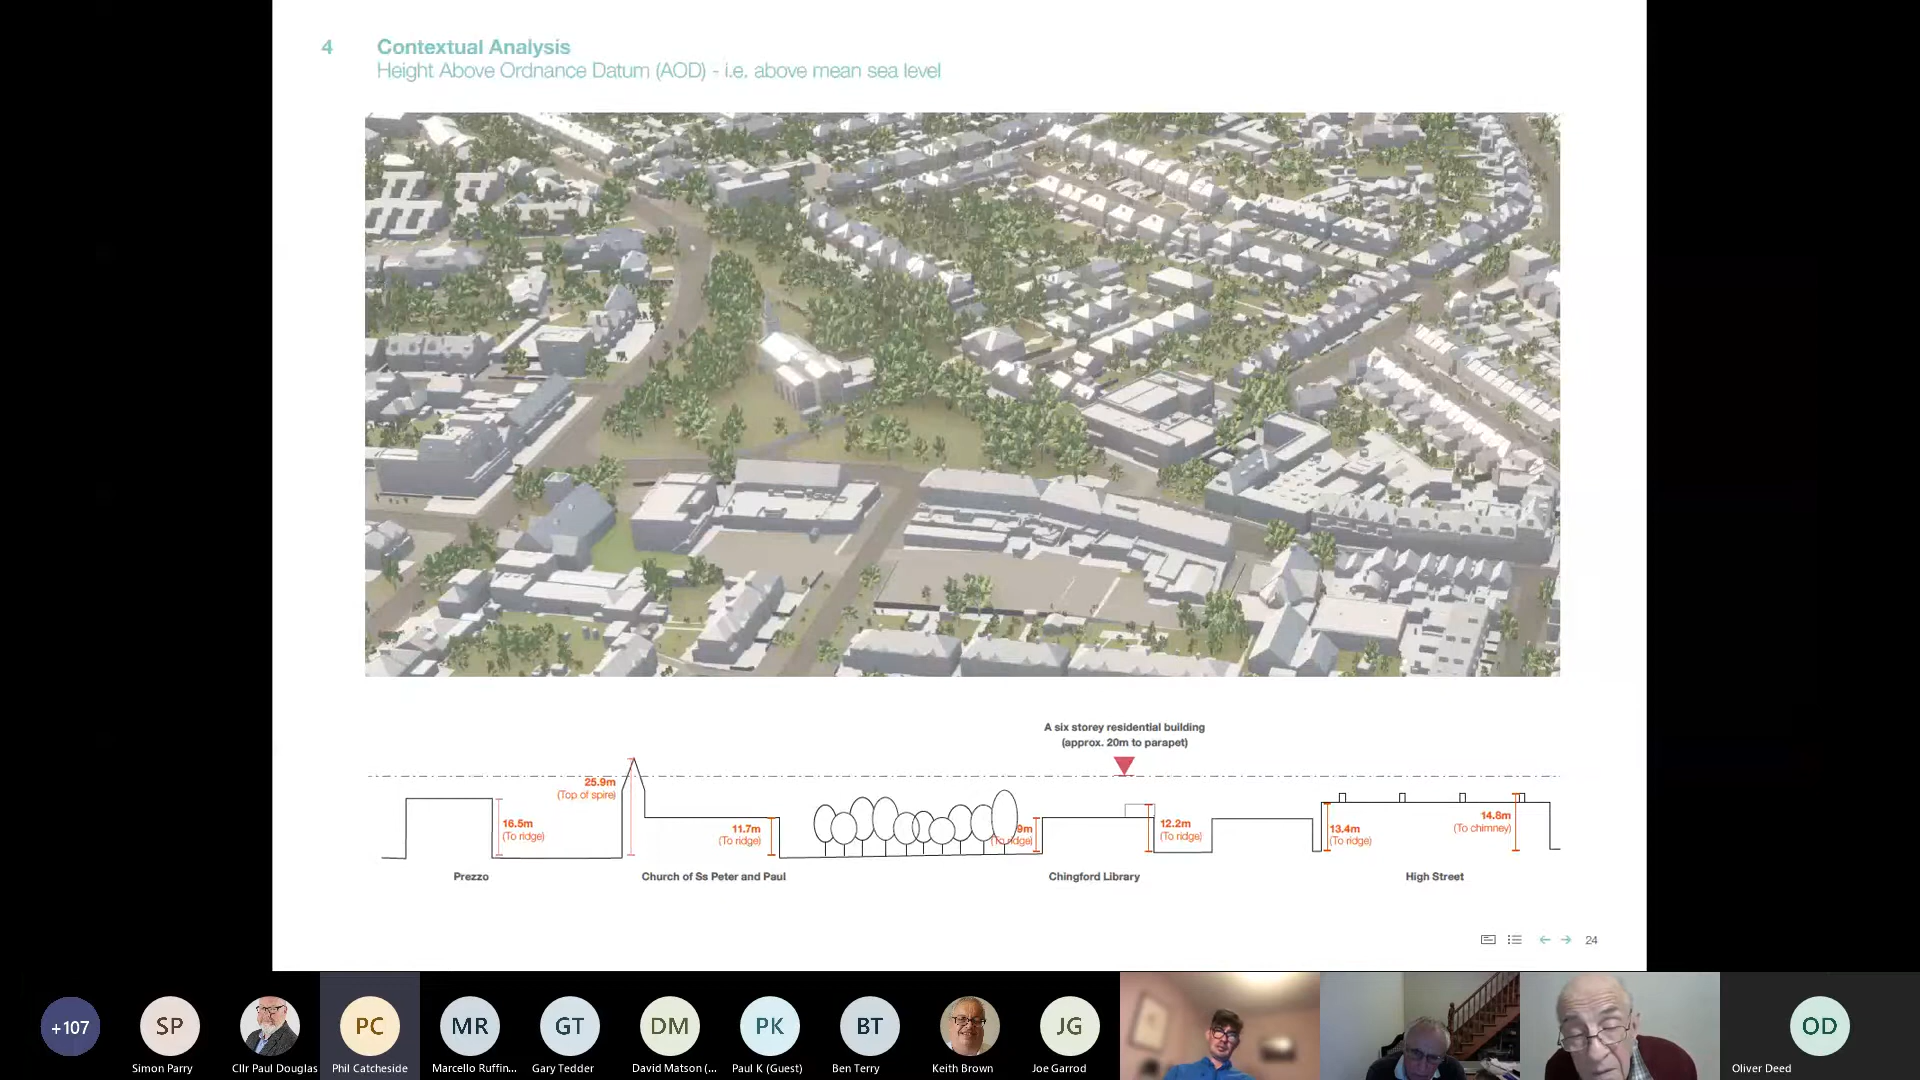 4 Contextual Analysis
Height Above Ordnance Datum (AOD) - i.e. above mean sea level
A six storey residential building
(approx. 20m to parapet)
25.9m
(Top of spire)
16.5m
(To ridge)
11.7m
(To ridge)
9m
(To ridge)
12.2m
(To ridge)
13.4m
(To ridge)
14.8m
(To chimney)
Prezzo
Church of Ss Peter and Paul
Chingford Library
High Street
24
+107
SP
PC
MR
GT
DM
PK
BT
JG
OD
Simon Parry
Cllr Paul Douglas
Phil Catcheside
Marcello Ruffin...
Gary Tedder
David Matson (...
Paul K (Guest)
Ben Terry
Keith Brown
Joe Garrod
Oliver Deed